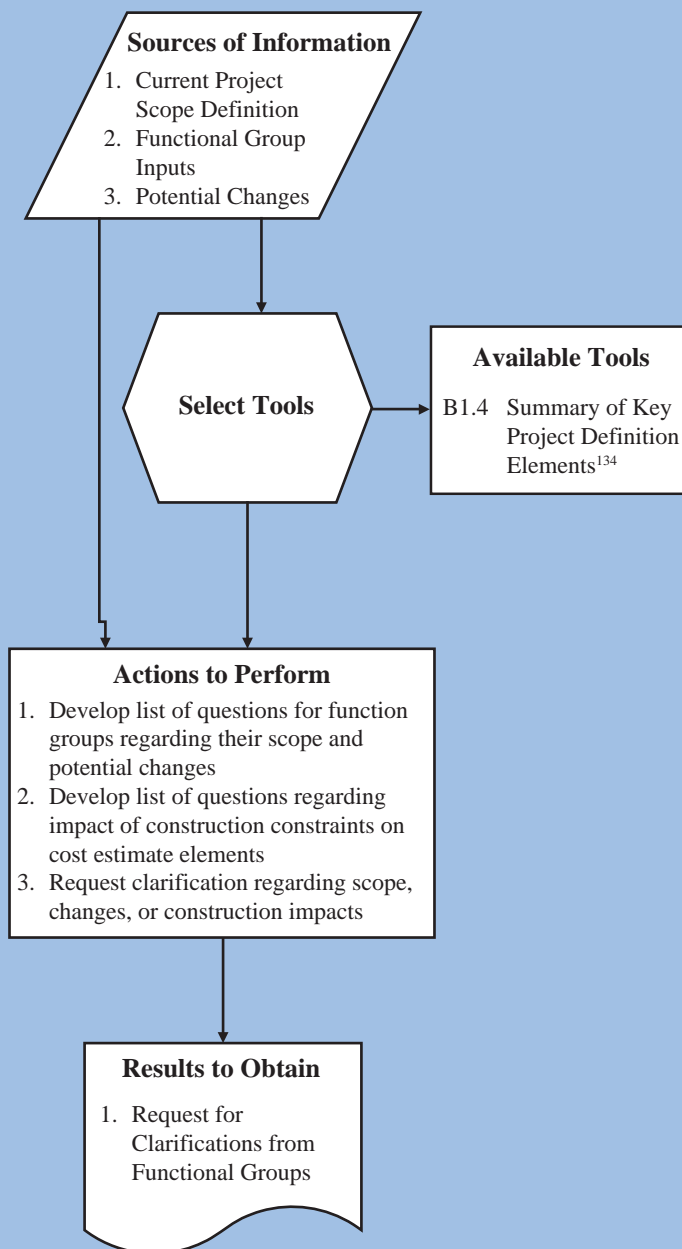 Sources of Information
1. Current Project
Scope Definition
2. Functional Group
Inputs
3. Potential Changes
Select Tools
Available Tools
B1.4 Summary of Key
Project Definition
Elements134
Actions to Perform
1. Develop list of questions for function
groups regarding their scope and
potential changes
2. Develop list of questions regarding
impact of construction constraints on
cost estimate elements
3. Request clarification regarding scope,
changes, or construction impacts
Results to Obtain
1. Request for
Clarifications from
Functional Groups